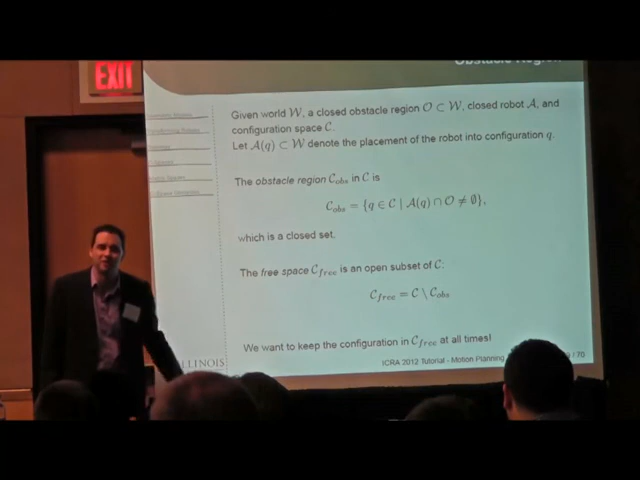 EXIT
Obstacle Region
Given world W, a closed obstacle region O ⊂ W, closed robot A, and
configuration space C.
Let A(q) ⊂ W denote the placement of the robot into configuration q.
The obstacle region C_obs in C is
C_obs = {q ∈ C | A(q) ∩ O ≠ ∅},
which is a closed set.
The free space C_free is an open subset of C:
C_free = C \ C_obs
We want to keep the configuration in C_free at all times!
ILLINOIS
ICRA 2012 Tutorial - Motion Planning
/ 70